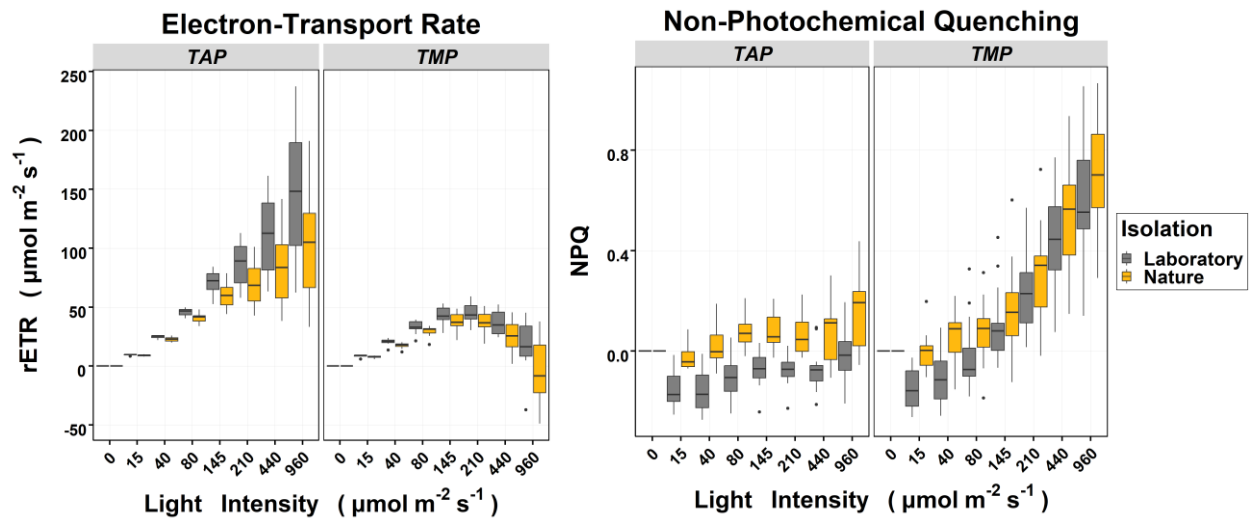 Electron-Transport Rate
TAP
TMP
250
200
150
100
50
0
-50
rETR ( µmol m⁻² s⁻¹)
0 15 40 80 145 210 440 960
0 15 40 80 145 210 440 960
Light Intensity ( µmol m⁻² s⁻¹)
Non-Photochemical Quenching
TAP
TMP
0.8
0.4
0.0
NPQ
0 15 40 80 145 210 440 960
0 15 40 80 145 210 440 960
Light Intensity ( µmol m⁻² s⁻¹)
Isolation
Laboratory
Nature